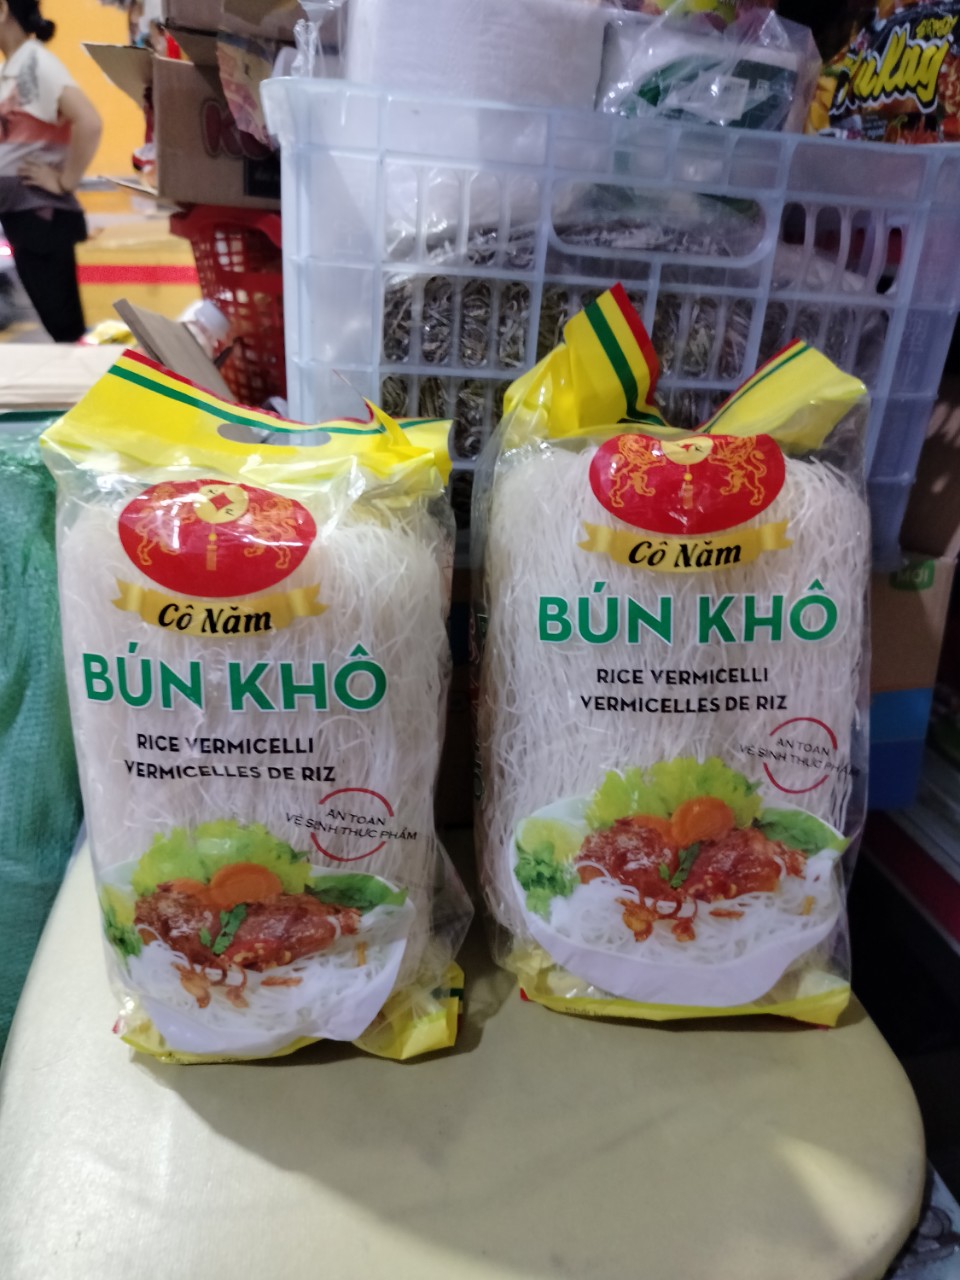 Cô Năm
BÚN KHÔ
RICE VERMICELLI
VERMICELLES DE RIZ
AN TOÀN
VỆ SINH THỰC PHẨM
Cô Năm
BÚN KHÔ
RICE VERMICELLI
VERMICELLES DE RIZ
AN TOÀN
VỆ SINH THỰC PHẨM